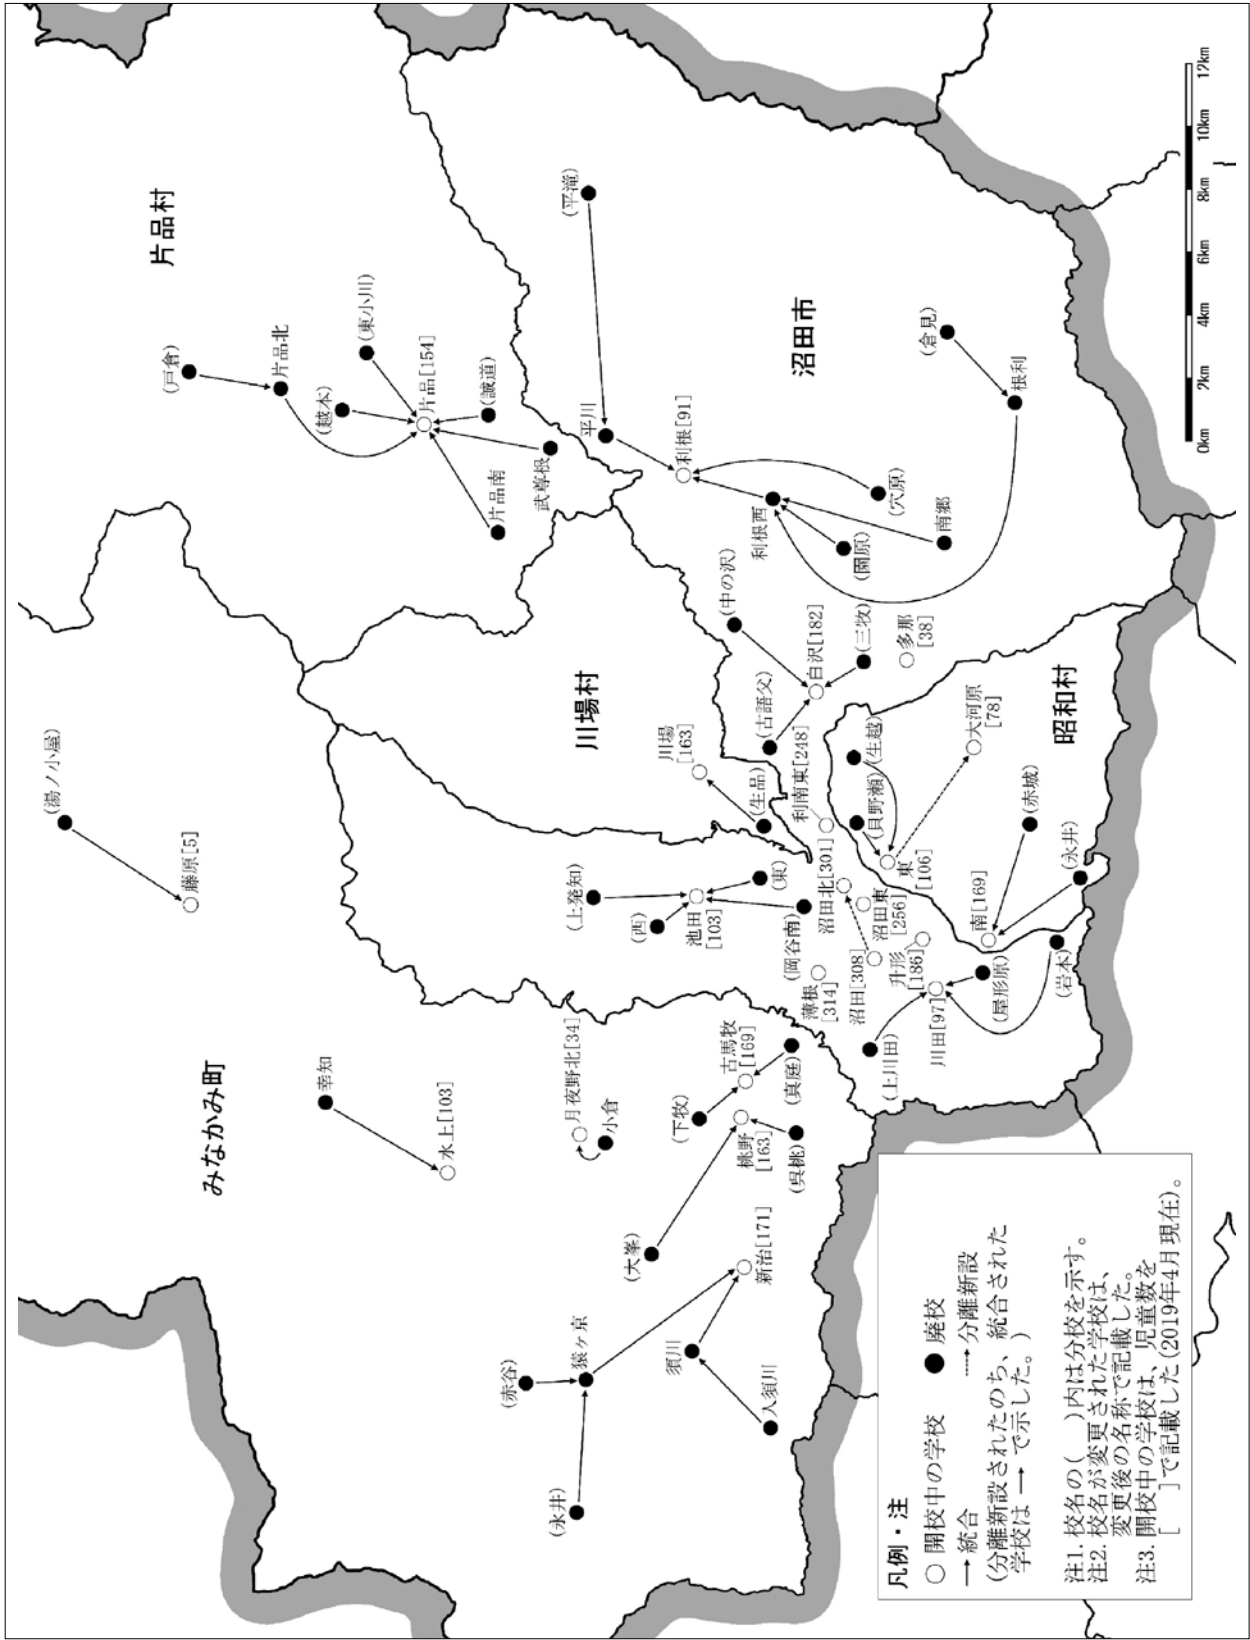 みなかみ町
片品村
川場村
沼田市
昭和村
(湯ノ小屋)
藤原[5]
幸知
水上[103]
(赤谷)
猿ヶ京
(永井)
須川
入須川
新治[171]
(大峯)
月夜野北[34]
小倉
(下牧)
古馬牧
[169]
(真庭)
桃野
[163]
(呉桃)
(戸倉)
片品北
(越本)
(東小川)
片品[154]
(誠道)
武尊根
片品南
川場
[163]
(生品)
(平滝)
平川
利根[91]
利根西
(穴原)
(園原)
南郷
(倉見)
根利
(中の沢)
白沢[182]
(古語父)
(三牧)
多那
[38]
(上発知)
(西)
池田
[103]
(東)
(岡谷南)
薄根
[314]
沼田北[301]
利南東[248]
沼田[308]
沼田東
[256]
升形
[186]
(上川田)
川田[97]
(屋形原)
(岩本)
(貝野瀬)
(生越)
東
[106]
大河原
[78]
南[169]
(赤城)
(永井)
0km
2km
4km
6km
8km
10km
12km
凡例・注
○ 開校中の学校 ● 廃校
→ 統合 ⇢ 分離新設
(分離新設されたのち、統合された
学校は → で示した。)
注1. 校名の( )内は分校を示す。
注2. 校名が変更された学校は、
変更後の名称で記載した。
注3. 開校中の学校は、児童数を
[ ]で記載した(2019年4月現在)。